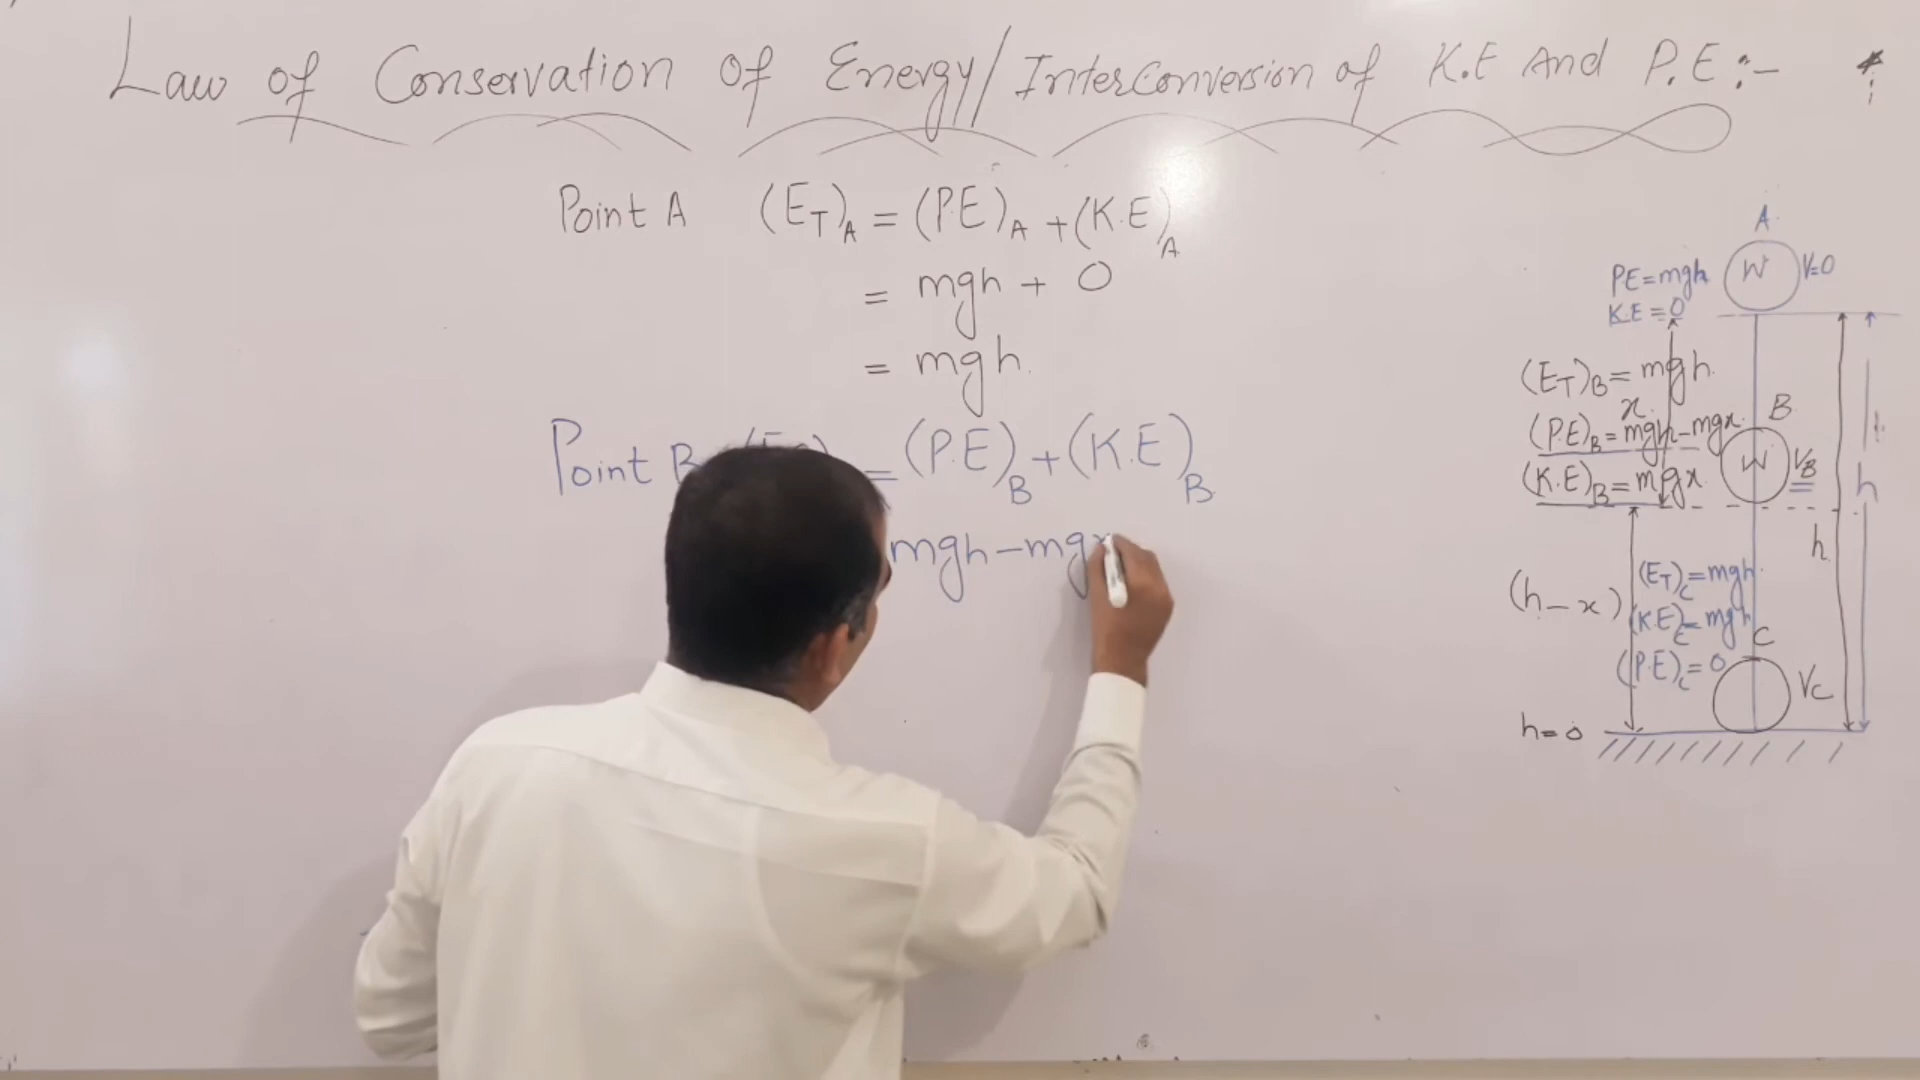 Law of Conservation of Energy/Interconversion of K.E And P.E:-
Point A (E_T)_A = (P.E)_A + (K.E)_A
= mgh + 0
= mgh.
Point B = (P.E)_B + (K.E)_B
mgh - mgx
A
W V=0
PE = mgh
K.E = 0
(E_T)_B = mgh.
x.
B
(P.E)_B = mgh - mgx.
W V_B
(K.E)_B = mgx.
h
h
(h - x)
(E_T)_C = mgh.
(K.E)_C = mgh
C
(P.E)_C = 0
V_C
h = 0